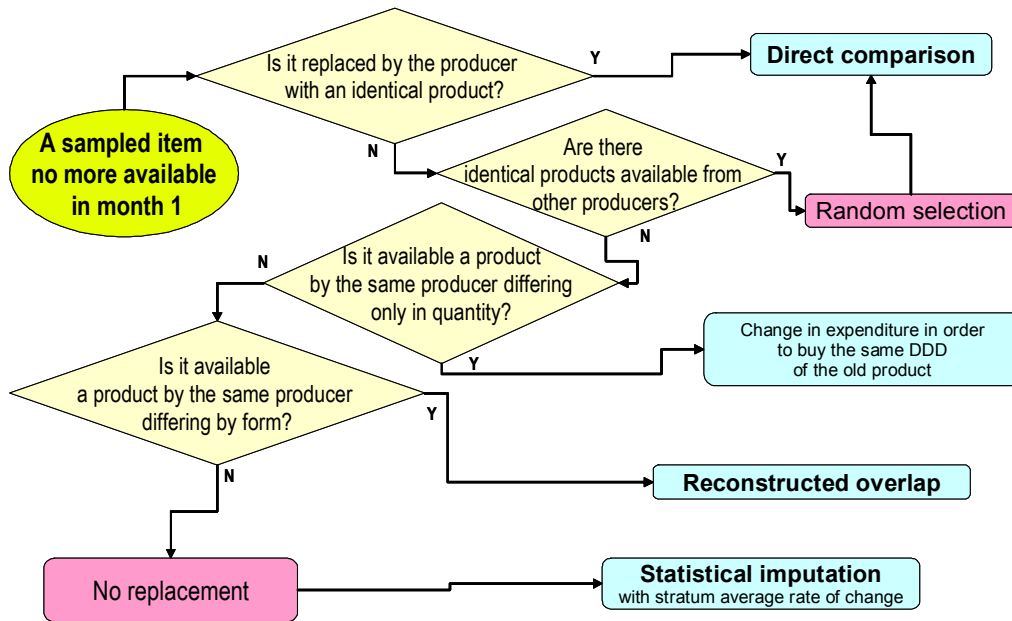 Is it replaced by the producer
with an identical product?
Y
Direct comparison
A sampled item
no more available
in month 1
N
Are there
identical products available from
other producers?
Y
Random selection
N
Is it available a product
by the same producer differing
only in quantity?
N
Y
Change in expenditure in order
to buy the same DDD
of the old product
Is it available
a product by the same producer
differing by form?
Y
N
Reconstructed overlap
No replacement
Statistical imputation
with stratum average rate of change